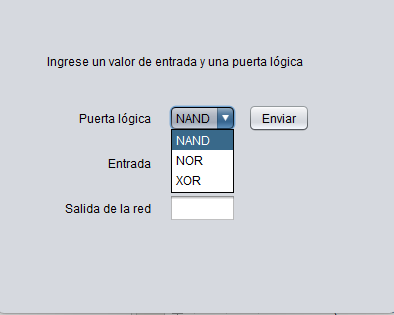 Ingrese un valor de entrada y una puerta lógica
Puerta lógica NAND Enviar
NAND
Entrada NOR
XOR
Salida de la red